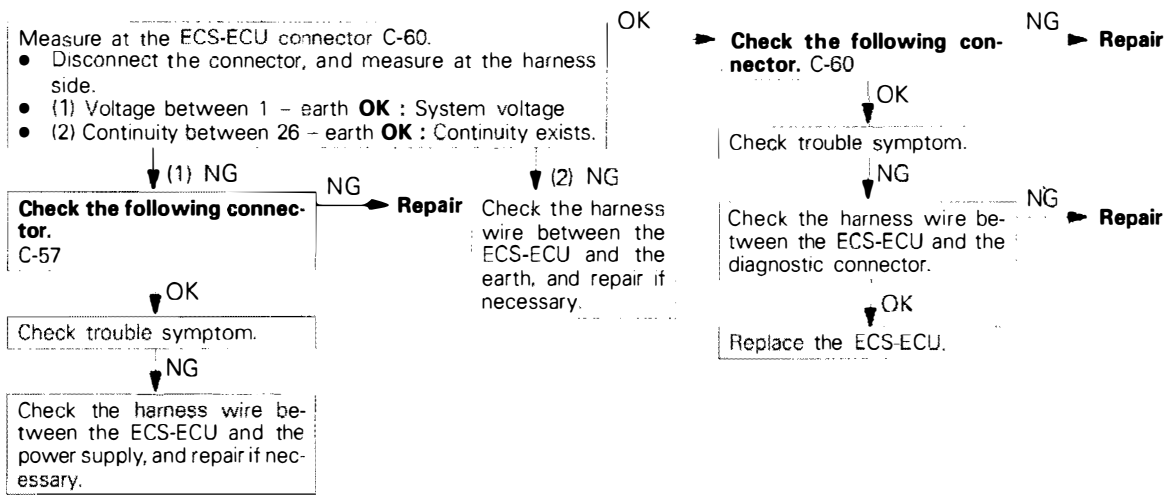 Measure at the ECS-ECU connector C-60.
● Disconnect the connector, and measure at the harness
side.
● (1) Voltage between 1 – earth OK : System voltage
● (2) Continuity between 26 – earth OK : Continuity exists.
OK
Check the following con-
nector. C-60
NG
Repair
OK
Check trouble symptom.
NG
Check the harness wire be-
tween the ECS-ECU and the
diagnostic connector.
NG
Repair
OK
Replace the ECS-ECU.
(1) NG
Check the following connec-
tor.
C-57
NG
Repair
(2) NG
Check the harness
wire between the
ECS-ECU and the
earth, and repair if
necessary.
OK
Check trouble symptom.
NG
Check the harness wire be-
tween the ECS-ECU and the
power supply, and repair if nec-
essary.